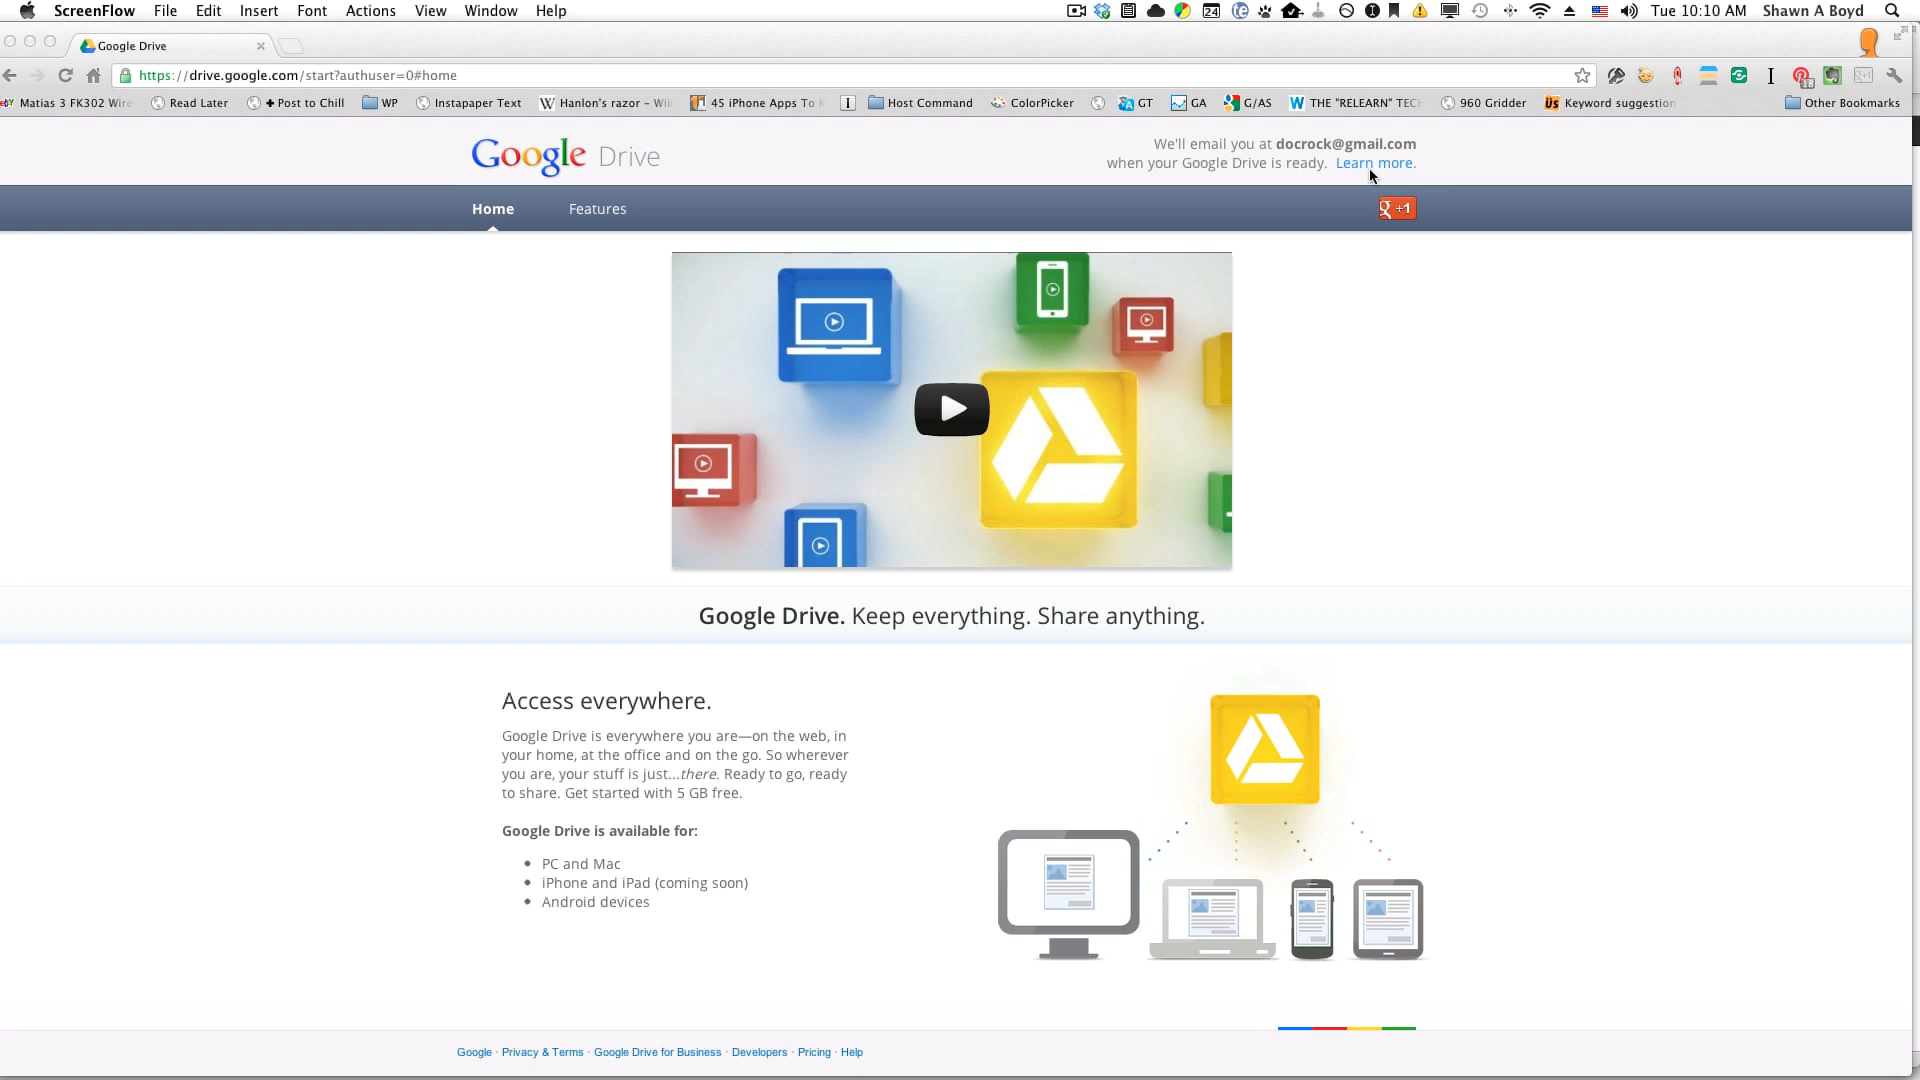 ScreenFlow File Edit Insert Font Actions View Window Help 24 Tue 10:10 AM Shawn A Boyd
Google Drive
https://drive.google.com/start?authuser=0#home
Matias 3 FK302 Wire Read Later + Post to Chill WP Instapaper Text Hanlon's razor – Wi 45 iPhone Apps To Host Command ColorPicker GT GA G/AS THE "RELEARN" TEC 960 Gridder Keyword suggestion Other Bookmarks
Google Drive
We'll email you at docrock@gmail.com
when your Google Drive is ready. Learn more.
Home Features g +1
Google Drive. Keep everything. Share anything.
Access everywhere.
Google Drive is everywhere you are—on the web, in
your home, at the office and on the go. So wherever
you are, your stuff is just...there. Ready to go, ready
to share. Get started with 5 GB free.
Google Drive is available for:
• PC and Mac
• iPhone and iPad (coming soon)
• Android devices
Google · Privacy & Terms · Google Drive for Business · Developers · Pricing · Help